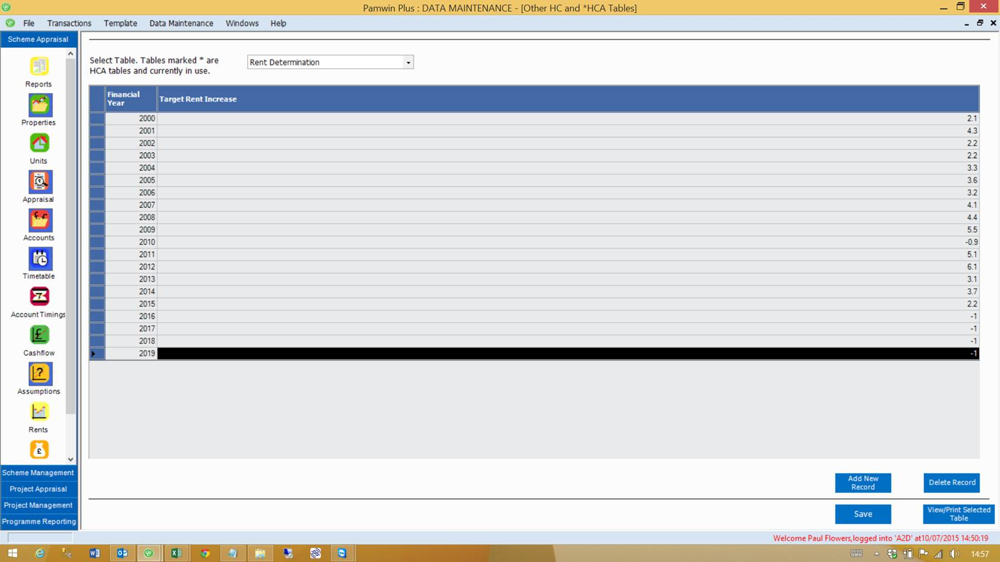 Pamwin Plus : DATA MAINTENANCE - [Other HC and *HCA Tables]
File Transactions Template Data Maintenance Windows Help
Scheme Appraisal
Reports
Properties
Units
Appraisal
Accounts
Timetable
Account Timings
Cashflow
Assumptions
Rents
Scheme Management
Project Appraisal
Project Management
Programme Reporting
Select Table. Tables marked * are
HCA tables and currently in use.
Rent Determination
Financial
Year
Target Rent Increase
2000 2.1
2001 4.3
2002 2.2
2003 2.2
2004 3.3
2005 3.6
2006 3.2
2007 4.1
2008 4.4
2009 5.5
2010 -0.9
2011 5.1
2012 6.1
2013 3.1
2014 3.7
2015 2.2
2016 -1
2017 -1
2018 -1
2019 -1
Add New
Record
Delete Record
Save
View/Print Selected
Table
Welcome Paul Flowers,logged into 'A2D' at10/07/2015 14:50:19
14:57